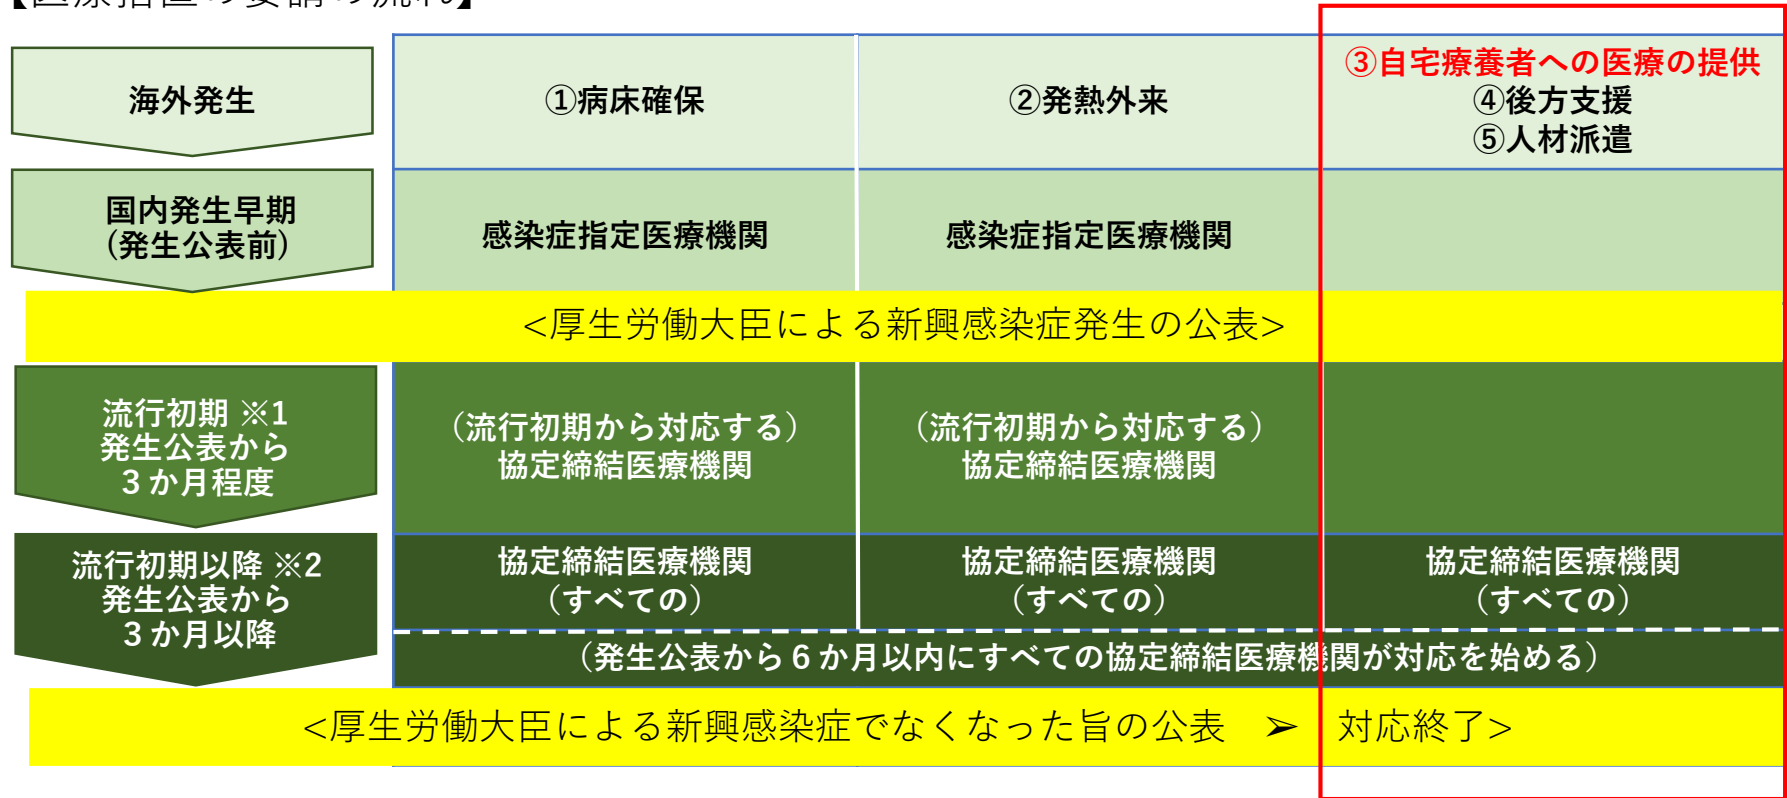 【医療措置の要請の流れ】
海外発生
①病床確保
②発熱外来
③自宅療養者への医療の提供
④後方支援
⑤人材派遣
国内発生早期
(発生公表前)
感染症指定医療機関
感染症指定医療機関
<厚生労働大臣による新興感染症発生の公表>
流行初期 ※1
発生公表から
３か月程度
（流行初期から対応する）
協定締結医療機関
（流行初期から対応する）
協定締結医療機関
流行初期以降 ※2
発生公表から
３か月以降
協定締結医療機関
（すべての）
協定締結医療機関
（すべての）
協定締結医療機関
（すべての）
（発生公表から６か月以内にすべての協定締結医療機関が対応を始める）
<厚生労働大臣による新興感染症でなくなった旨の公表　➢　対応終了>